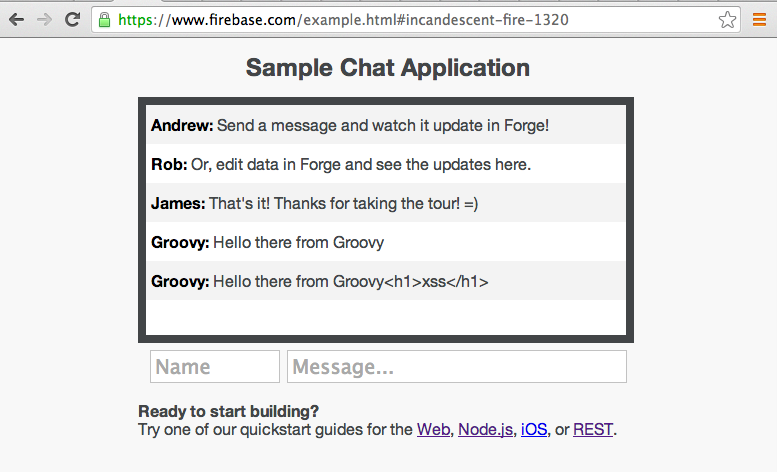 https://www.firebase.com/example.html#incandescent-fire-1320
Sample Chat Application
Andrew: Send a message and watch it update in Forge!
Rob: Or, edit data in Forge and see the updates here.
James: That's it! Thanks for taking the tour! =)
Groovy: Hello there from Groovy
Groovy: Hello there from Groovy<h1>xss</h1>
Name Message...
Ready to start building?
Try one of our quickstart guides for the Web, Node.js, iOS, or REST.